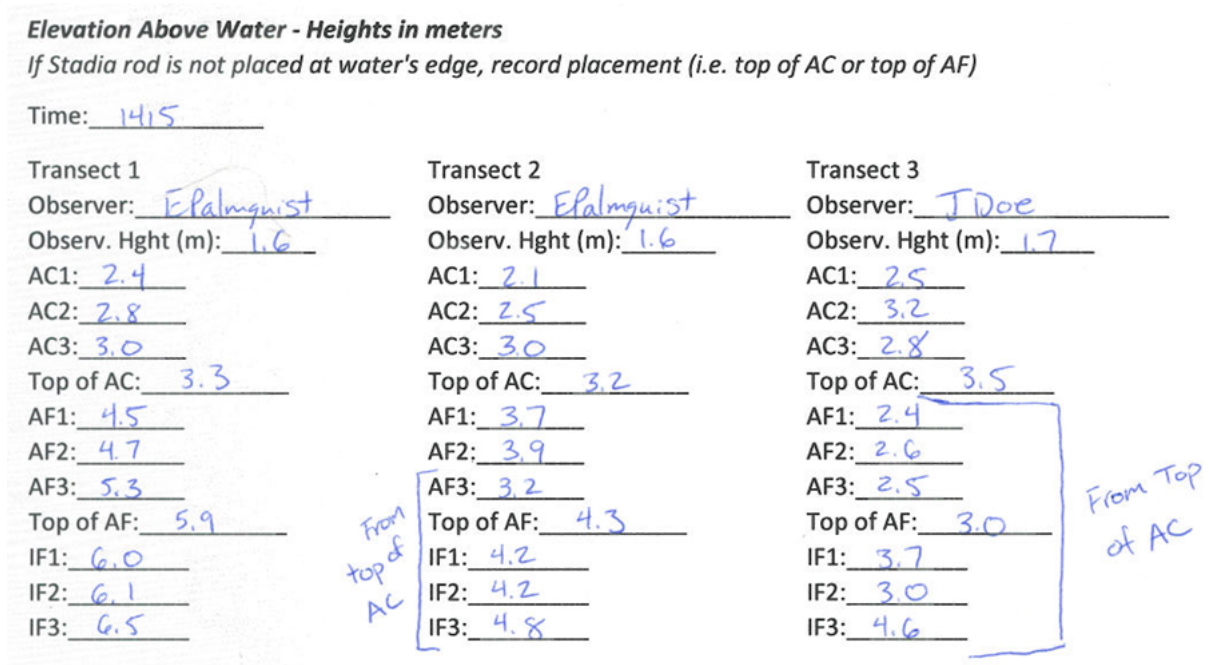 Elevation Above Water - Heights in meters
If Stadia rod is not placed at water's edge, record placement (i.e. top of AC or top of AF)
Time: 1415
Transect 1
Observer: EPalmquist
Observ. Hght (m): 1.6
AC1: 2.4
AC2: 2.8
AC3: 3.0
Top of AC: 3.3
AF1: 4.5
AF2: 4.7
AF3: 5.3
Top of AF: 5.9
IF1: 6.0
IF2: 6.1
IF3: 6.5
Transect 2
Observer: EPalmquist
Observ. Hght (m): 1.6
AC1: 2.1
AC2: 2.5
AC3: 3.0
Top of AC: 3.2
AF1: 3.7
AF2: 3.9
AF3: 3.2
Top of AF: 4.3
IF1: 4.2
IF2: 4.2
IF3: 4.8
From
top of
AC
Transect 3
Observer: J Doe
Observ. Hght (m): 1.7
AC1: 2.5
AC2: 3.2
AC3: 2.8
Top of AC: 3.5
AF1: 2.4
AF2: 2.6
AF3: 2.5
Top of AF: 3.0
IF1: 3.7
IF2: 3.0
IF3: 4.6
From Top
of AC